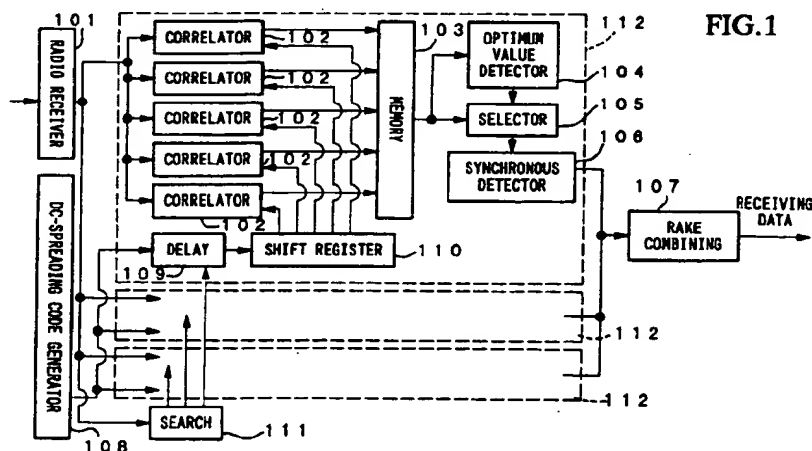 FIG.1
101
RADIO RECEIVER
CORRELATOR
102
CORRELATOR
102
CORRELATOR
102
CORRELATOR
102
CORRELATOR
102
MEMORY
103
OPTIMUM
VALUE
DETECTOR
104
112
SELECTOR
105
106
SYNCHRONOUS
DETECTOR
107
RAKE
COMBINING
RECEIVING
DATA
DELAY
109
SHIFT REGISTER
110
DC-SPREADING CODE GENERATOR
108
112
112
SEARCH
111